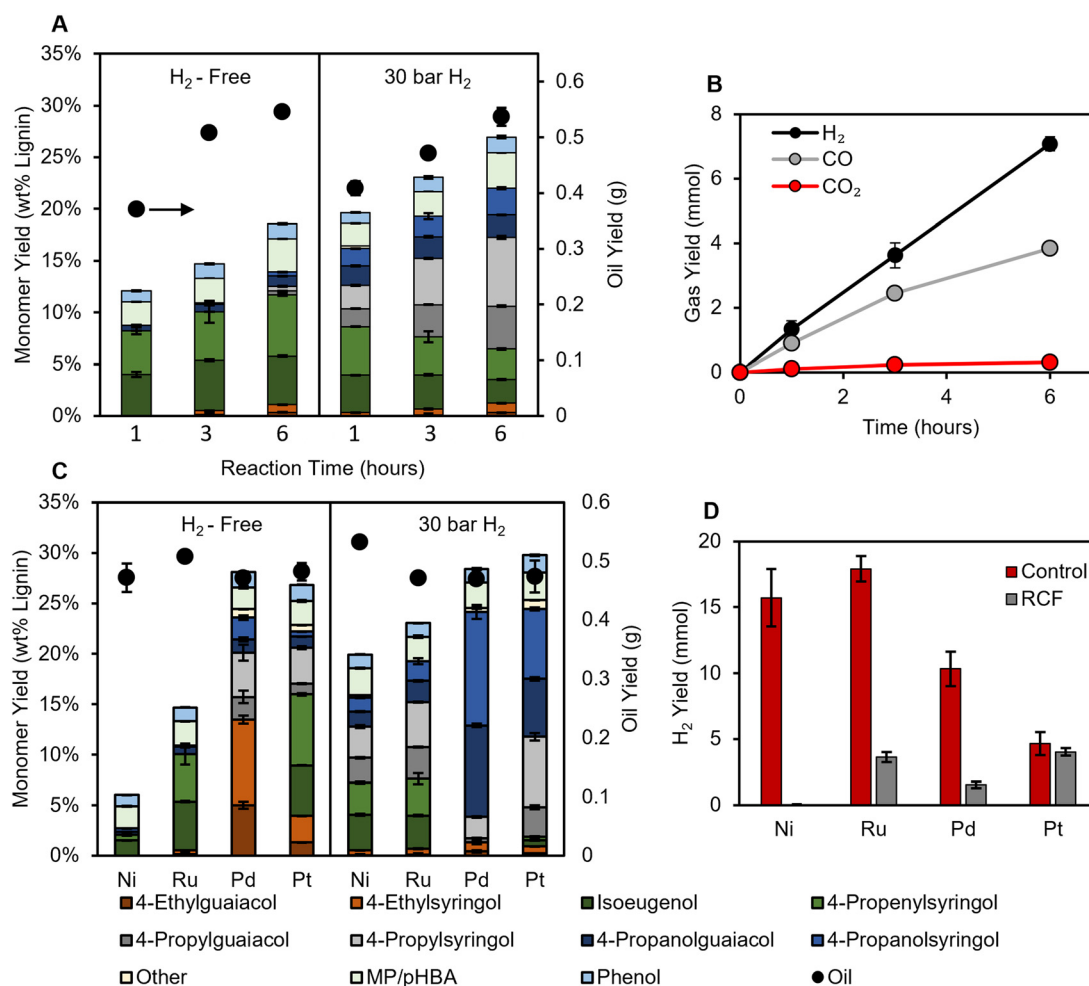 A
B
H₂ - Free
30 bar H₂
35%
30%
25%
20%
15%
10%
5%
0%
Monomer Yield (wt% Lignin)
0.6
0.5
0.4
0.3
0.2
0.1
0
Oil Yield (g)
1 3 6 1 3 6
Reaction Time (hours)
H₂
CO
CO₂
8
6
4
2
0
Gas Yield (mmol)
0 2 4 6
Time (hours)
C
D
H₂ - Free
30 bar H₂
35%
30%
25%
20%
15%
10%
5%
0%
Monomer Yield (wt% Lignin)
0.6
0.5
0.4
0.3
0.2
0.1
0
Oil Yield (g)
Ni Ru Pd Pt Ni Ru Pd Pt
Control
RCF
20
15
10
5
0
H₂ Yield (mmol)
Ni Ru Pd Pt
4-Ethylguaiacol 4-Ethylsyringol Isoeugenol 4-Propenylsyringol
4-Propylguaiacol 4-Propylsyringol 4-Propanolguaiacol 4-Propanolsyringol
Other MP/pHBA Phenol Oil